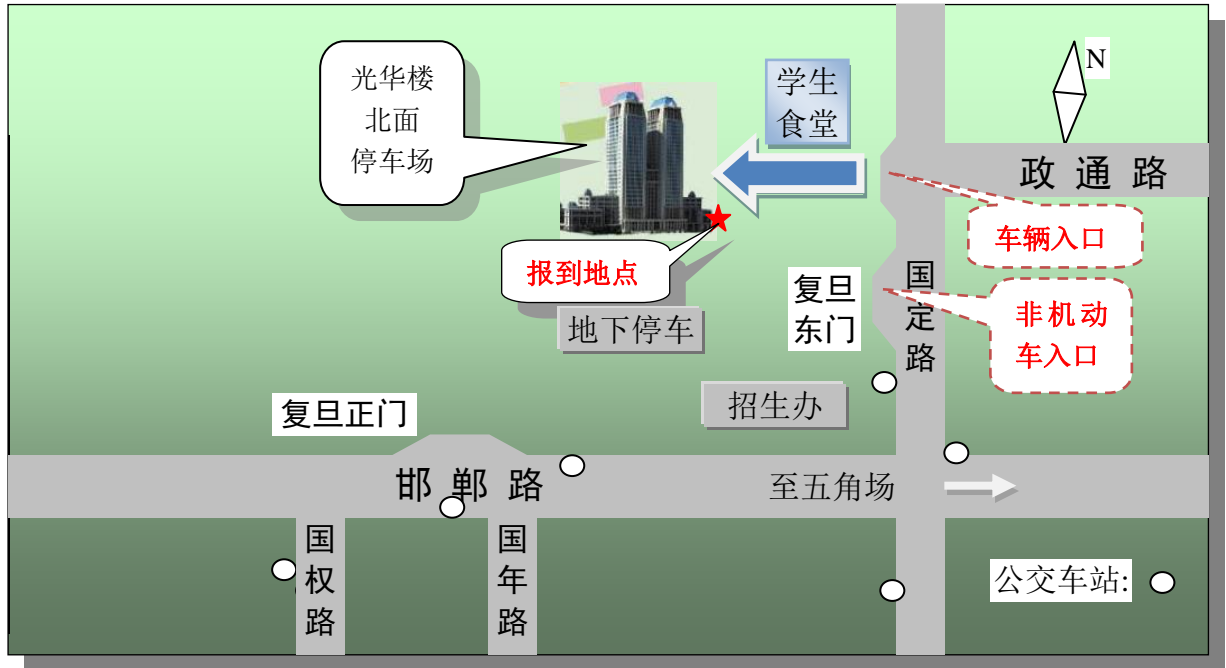 光华楼
北面
停车场
学生
食堂
N
政通路
车辆入口
报到地点
复旦
东门
国定路
非机动
车入口
地下停车
招生办
复旦正门
邯郸路
至五角场
国权路
国年路
公交车站: